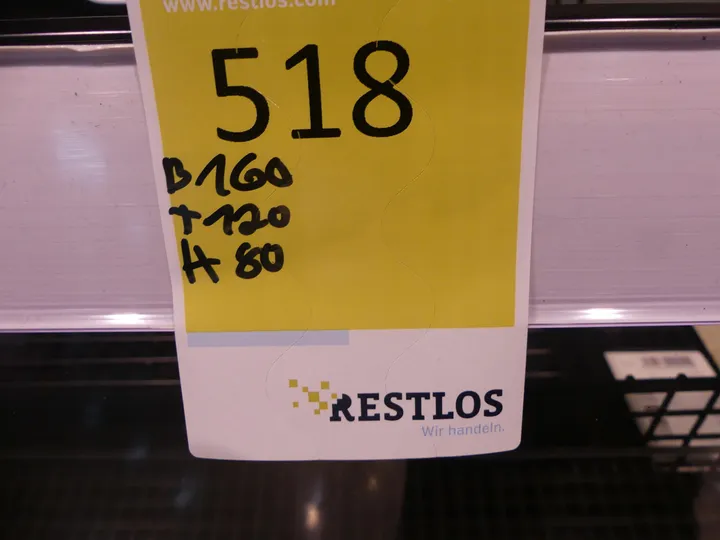 www.restlos.com
518
B 160
T 120
H 80
RESTLOS
Wir handeln.